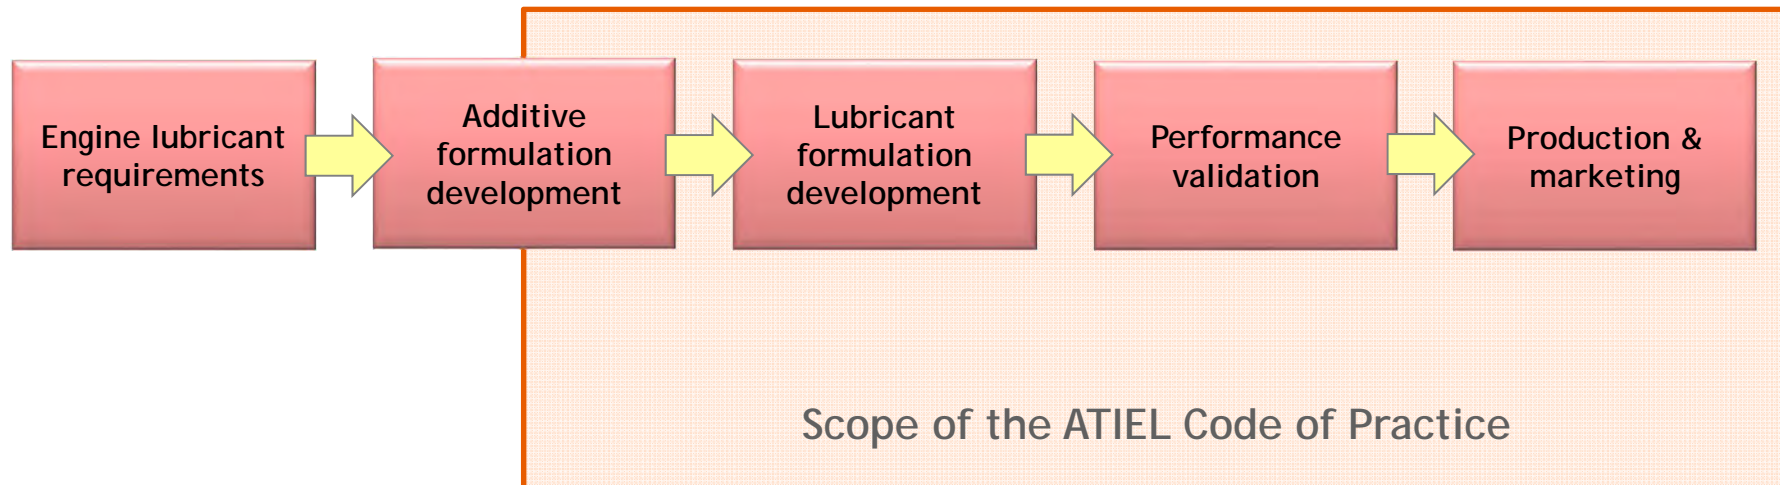 Engine lubricant
requirements
Additive
formulation
development
Lubricant
formulation
development
Performance
validation
Production &
marketing
Scope of the ATIEL Code of Practice